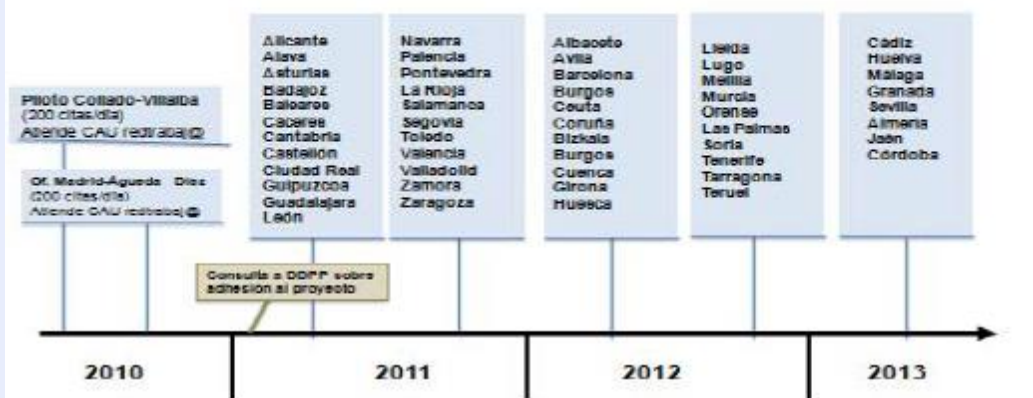 Piloto Collado-Villalba
(200 citas/día)
Atiende CAU redtrabaj@
Of. Madrid-Águeda Díez
(200 citas/día)
Atiende CAU redtrabaj@
Consulta a DDPP sobre
adhesión al proyecto
Alicante
Alava
Asturias
Badajoz
Baleares
Cáceres
Cantabria
Castellón
Ciudad Real
Guipuzcoa
Guadalajara
León
Navarra
Palencia
Pontevedra
La Rioja
Salamanca
Segovia
Toledo
Valencia
Valladolid
Zamora
Zaragoza
Albacete
Avila
Barcelona
Burgos
Ceuta
Coruña
Bizkaia
Burgos
Cuenca
Girona
Huesca
Lleida
Lugo
Melilla
Murcia
Orense
Las Palmas
Soria
Tenerife
Tarragona
Teruel
Cádiz
Huelva
Málaga
Granada
Sevilla
Almería
Jaén
Córdoba
2010
2011
2012
2013